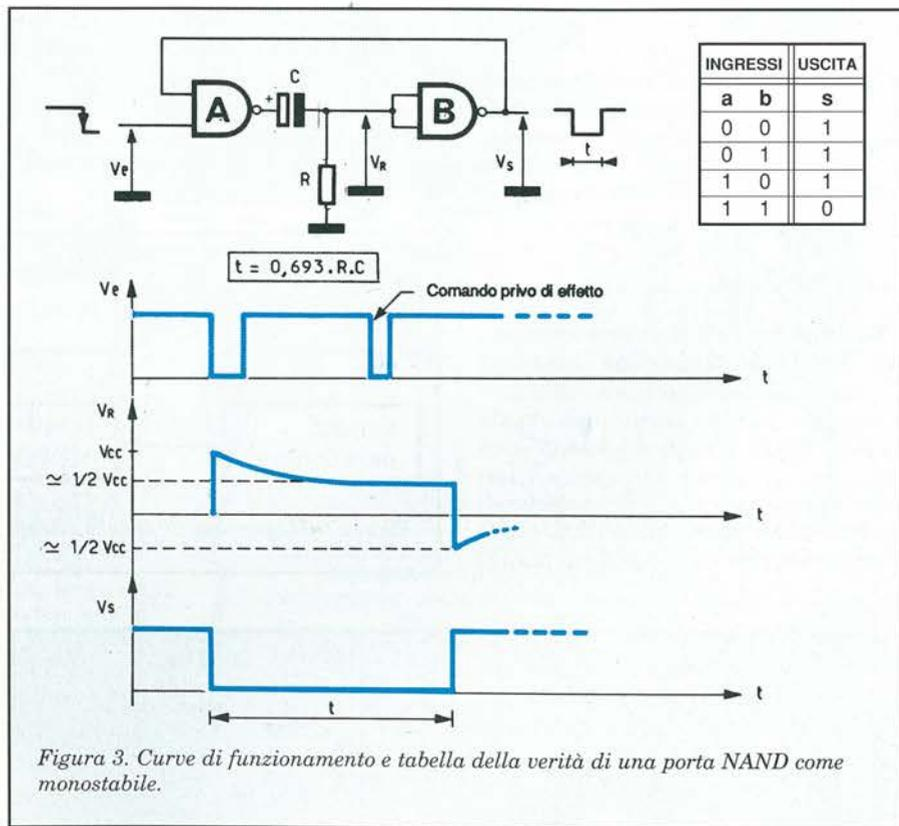 INGRESSI USCITA
a b s
0 0 1
0 1 1
1 0 1
1 1 0
A
+ C
B
Ve
R
VR
Vs
t
t = 0,693.R.C
Ve
Comando privo di effetto
t
VR
Vcc
≃ 1/2 Vcc
t
≃ 1/2 Vcc
Vs
t
t
Figura 3. Curve di funzionamento e tabella della verità di una porta NAND come
monostabile.